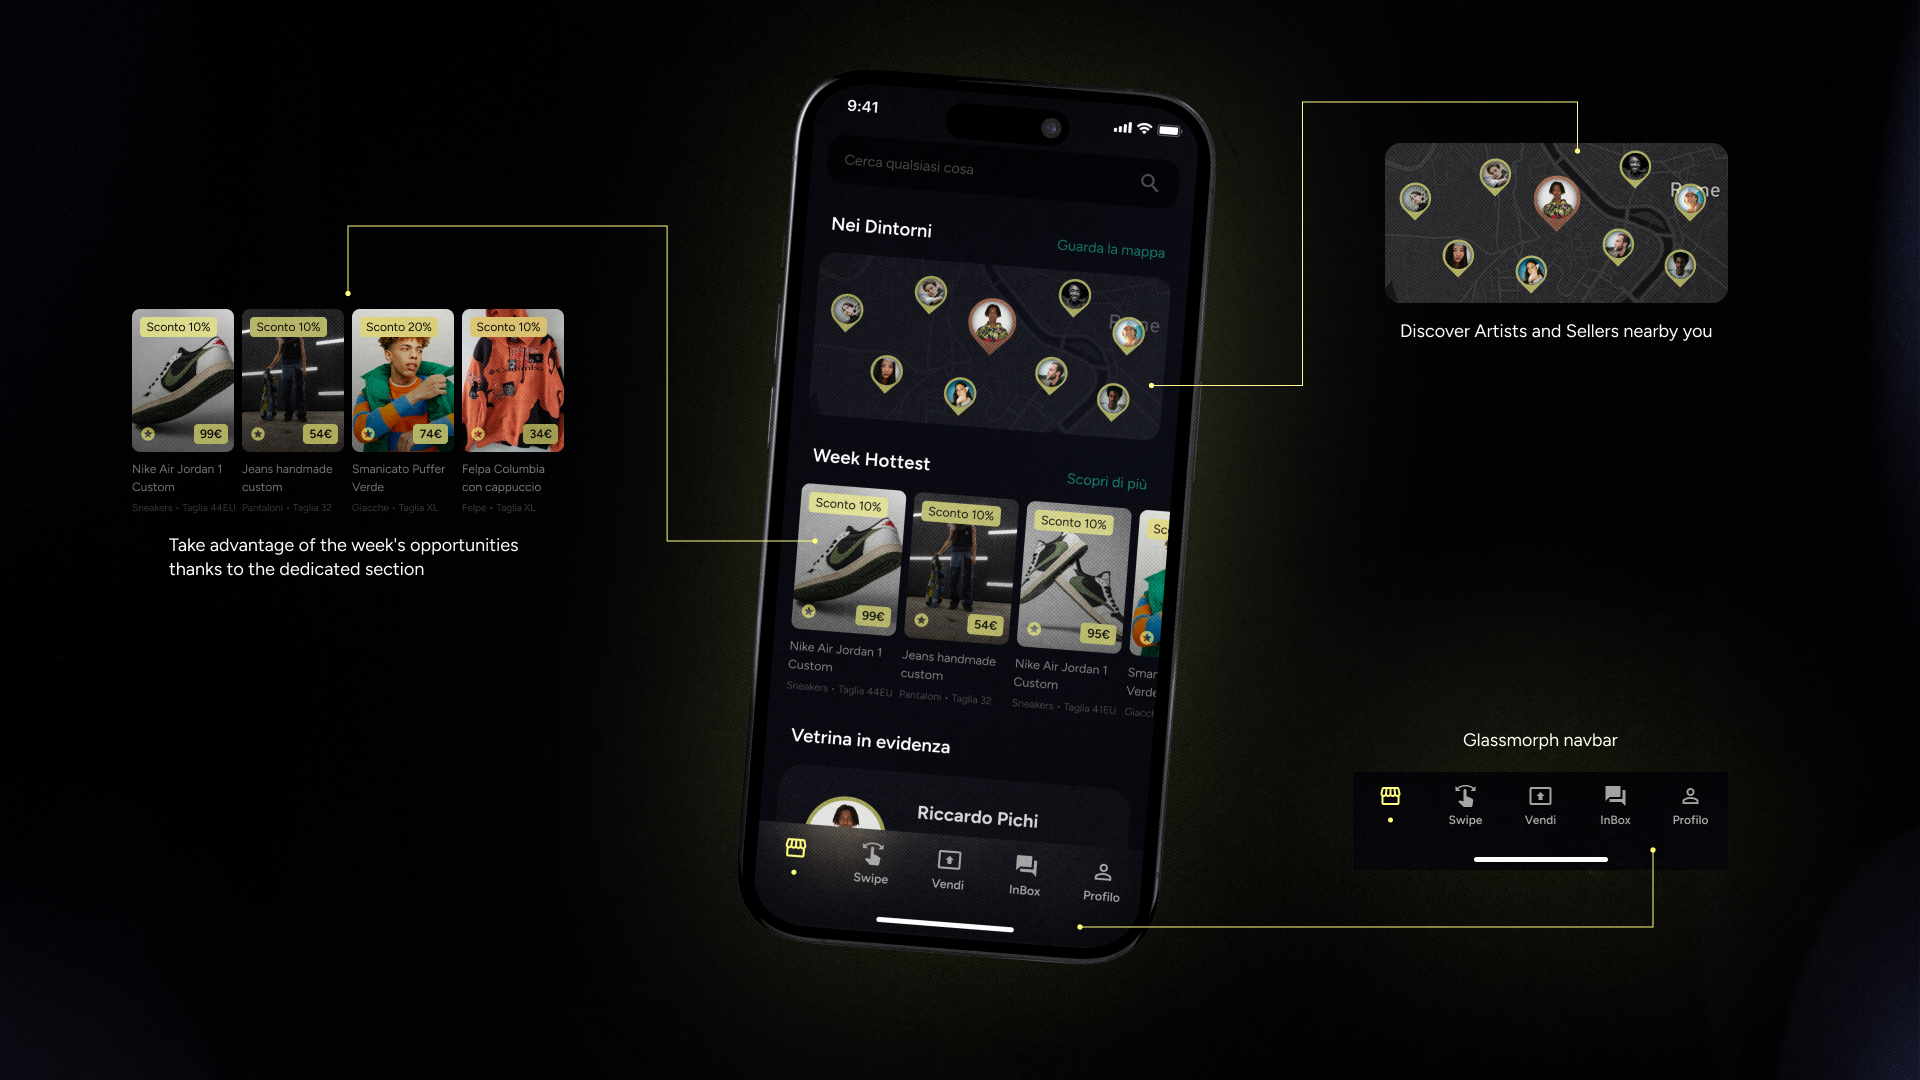 9:41
Cerca qualsiasi cosa
Nei Dintorni
Guarda la mappa
Week Hottest
Scopri di più
Sconto 10%
Sconto 10%
Sconto 10%
Sc
99€
54€
95€
Nike Air Jordan 1
Custom
Sneakers • Taglia 44EU
Jeans handmade
custom
Pantaloni • Taglia 32
Nike Air Jordan 1
Custom
Sneakers • Taglia 41EU
Smar
Verde
Giacch
Vetrina in evidenza
Riccardo Pichi
Swipe
Vendi
InBox
Profilo
Sconto 10%
Sconto 10%
Sconto 20%
Sconto 10%
99€
54€
74€
34€
Nike Air Jordan 1
Custom
Sneakers • Taglia 44EU
Jeans handmade
custom
Pantaloni • Taglia 32
Smanicato Puffer
Verde
Giacche • Taglia XL
Felpa Columbia
con cappuccio
Felpe • Taglia XL
Take advantage of the week's opportunities
thanks to the dedicated section
Discover Artists and Sellers nearby you
Glassmorph navbar
Swipe
Vendi
InBox
Profilo